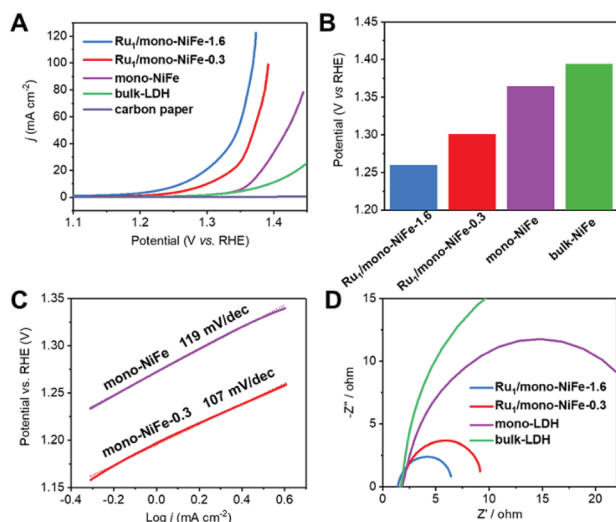 A
Ru₁/mono-NiFe-1.6
Ru₁/mono-NiFe-0.3
mono-NiFe
bulk-LDH
carbon paper
j (mA cm⁻²)
120
100
80
60
40
20
0
1.1 1.2 1.3 1.4
Potential (V vs. RHE)
B
Potential (V vs RHE)
1.45
1.40
1.35
1.30
1.25
1.20
Ru₁/mono-NiFe-1.6
Ru₁/mono-NiFe-0.3
mono-NiFe
bulk-NiFe
C
Potential vs. RHE (V)
1.35
1.30
1.25
1.20
1.15
mono-NiFe 119 mV/dec
mono-NiFe-0.3 107 mV/dec
-0.4 -0.2 0.0 0.2 0.4 0.6
Log j (mA cm⁻²)
D
-Z'' / ohm
15
10
5
0
Ru₁/mono-NiFe-1.6
Ru₁/mono-NiFe-0.3
mono-LDH
bulk-LDH
0 5 10 15 20
Z' / ohm